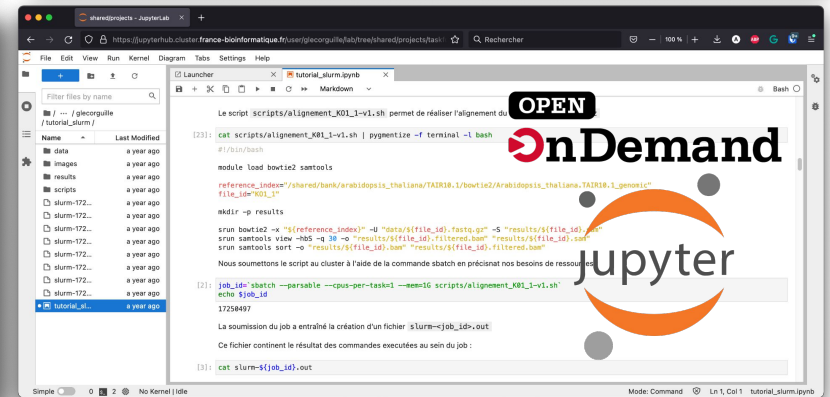 shared/projects - JupyterLab
https://jupyterhub.cluster.france-bioinformatique.fr/user/glecorguille/lab/tree/shared/projects/task
Rechercher
100 %
File Edit View Run Kernel Diagram Tabs Settings Help
Filter files by name
/ ··· / glecorguille
/ tutorial_slurm /
Name Last Modified
data a year ago
images a year ago
results a year ago
scripts a year ago
slurm-172... a year ago
slurm-172... a year ago
slurm-172... a year ago
slurm-172... a year ago
slurm-172... a year ago
slurm-172... a year ago
slurm-172... a year ago
slurm-172... a year ago
tutorial_sl... a year ago
Launcher
tutorial_slurm.ipynb
Markdown
Bash
Le script scripts/alignement_KO1_1-v1.sh permet de réaliser l'alignement du
[23]: cat scripts/alignement_K01_1-v1.sh | pygmentize -f terminal -l bash
#!/bin/bash
module load bowtie2 samtools
reference_index="/shared/bank/arabidopsis_thaliana/TAIR10.1/bowtie2/Arabidopsis_thaliana.TAIR10.1_genomic"
file_id="KO1_1"
mkdir -p results
srun bowtie2 -x "${reference_index}" -U "data/${file_id}.fastq.gz" -S "results/${file_id}.sam"
srun samtools view -hbS -q 30 -o "results/${file_id}.filtered.bam" "results/${file_id}.sam"
srun samtools sort -o "results/${file_id}.bam" "results/${file_id}.filtered.bam"
Nous soumettons le script au cluster à l'aide de la commande sbatch en précisnat nos besoins de ressources
[2]: job_id=`sbatch --parsable --cpus-per-task=1 --mem=1G scripts/alignement_K01_1-v1.sh`
echo $job_id
17250497
La soumission du job a entraîné la création d'un fichier slurm-<job_id>.out
Ce fichier continent le résultat des commandes executées au sein du job :
[3]: cat slurm-${job_id}.out
OPEN
OnDemand
jupyter
Simple 0 2 No Kernel | Idle
Mode: Command Ln 1, Col 1 tutorial_slurm.ipynb